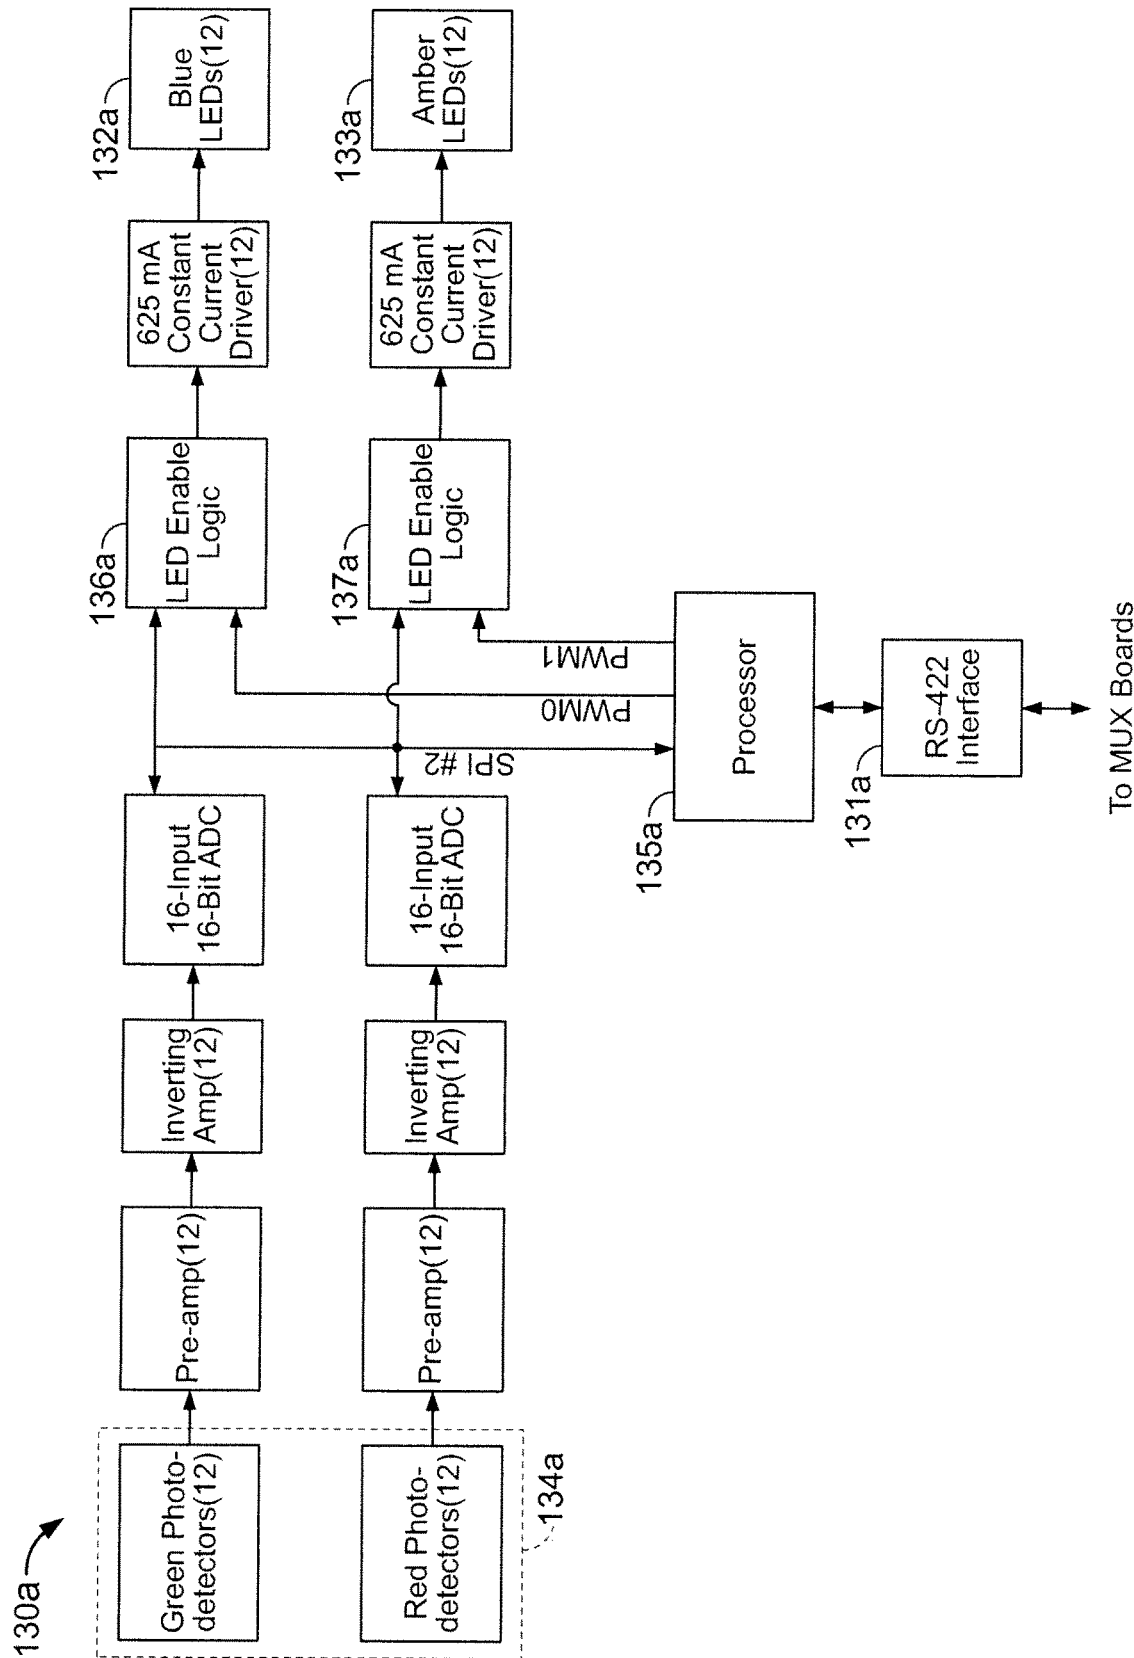 130a
Green Photo-
detectors(12)
Pre-amp(12)
Inverting
Amp(12)
16-Input
16-Bit ADC
136a
LED Enable
Logic
625 mA
Constant
Current
Driver(12)
132a
Blue
LEDs(12)
Red Photo-
detectors(12)
134a
Pre-amp(12)
Inverting
Amp(12)
16-Input
16-Bit ADC
137a
LED Enable
Logic
625 mA
Constant
Current
Driver(12)
133a
Amber
LEDs(12)
SPI #2
PWM0
PWM1
135a
Processor
131a
RS-422
Interface
To MUX Boards